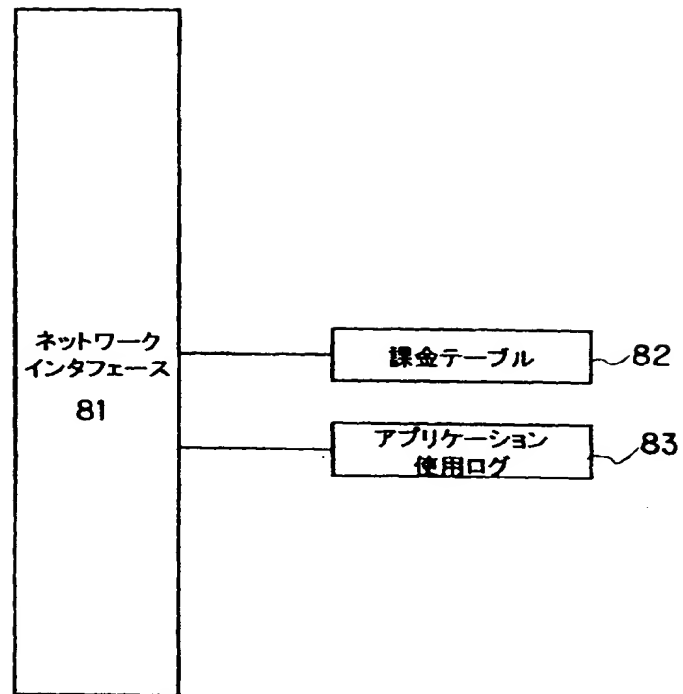 ネットワーク
インタフェース
81
課金テーブル
82
アプリケーション
使用ログ
83